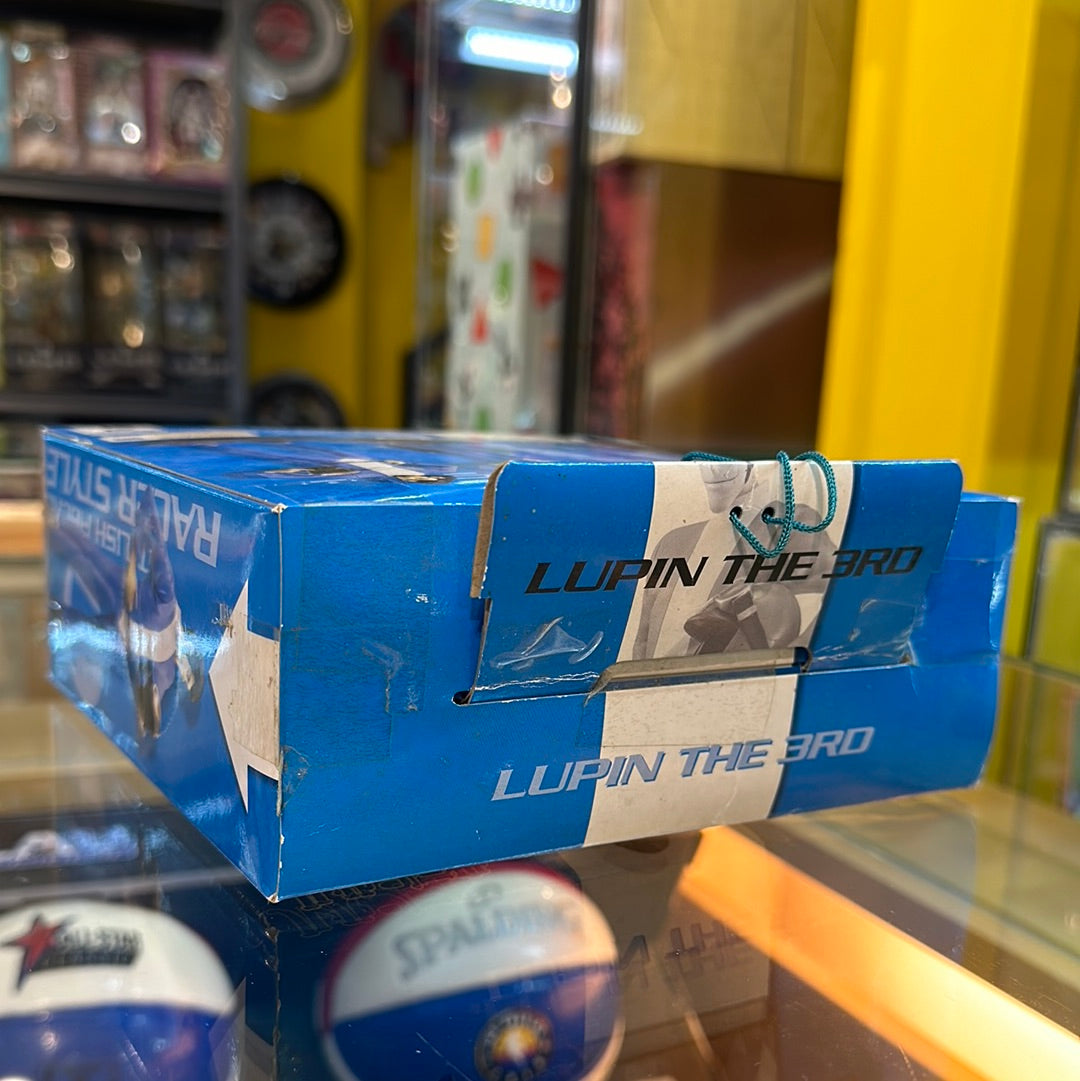 LUPIN THE 3RD
LUPIN THE 3RD
RACER STYLE
SPALDING